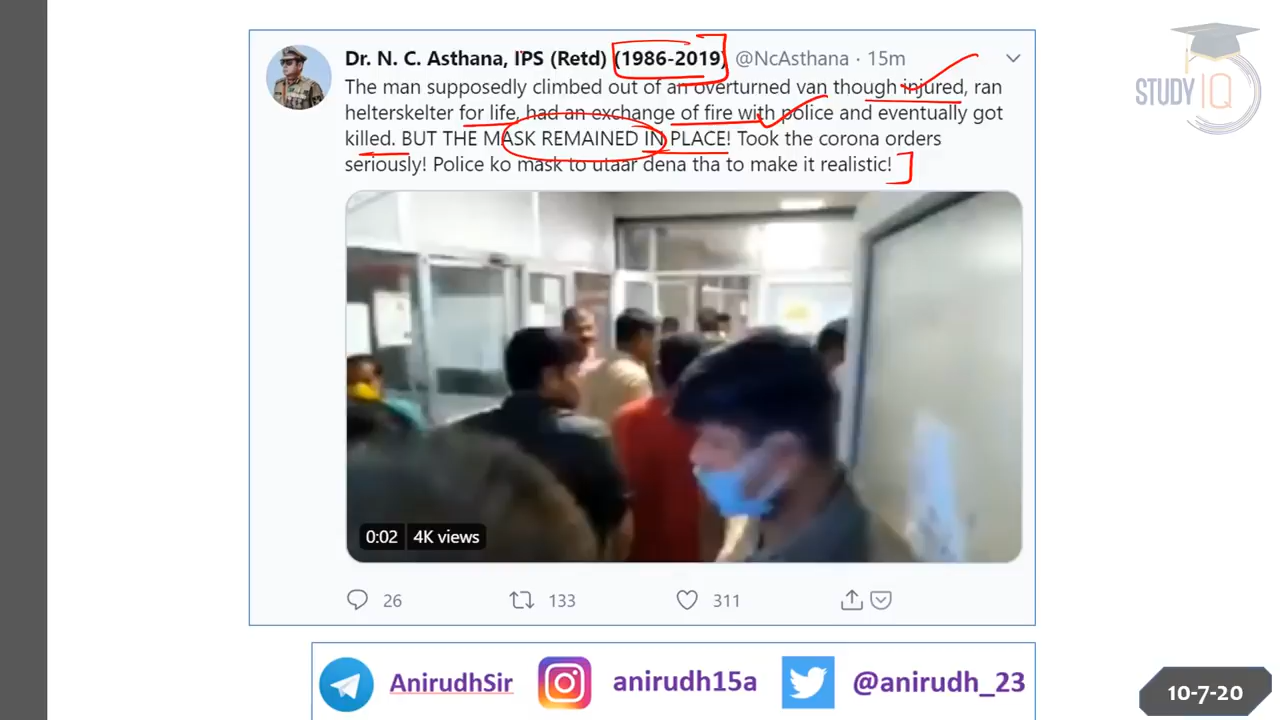 Dr. N. C. Asthana, IPS (Retd) (1986-2019) @NcAsthana · 15m
The man supposedly climbed out of an overturned van though injured, ran
helterskelter for life, had an exchange of fire with police and eventually got
killed. BUT THE MASK REMAINED IN PLACE! Took the corona orders
seriously! Police ko mask to utaar dena tha to make it realistic!
STUDY IQ
0:02 4K views
26 133 311
AnirudhSir anirudh15a @anirudh_23
10-7-20